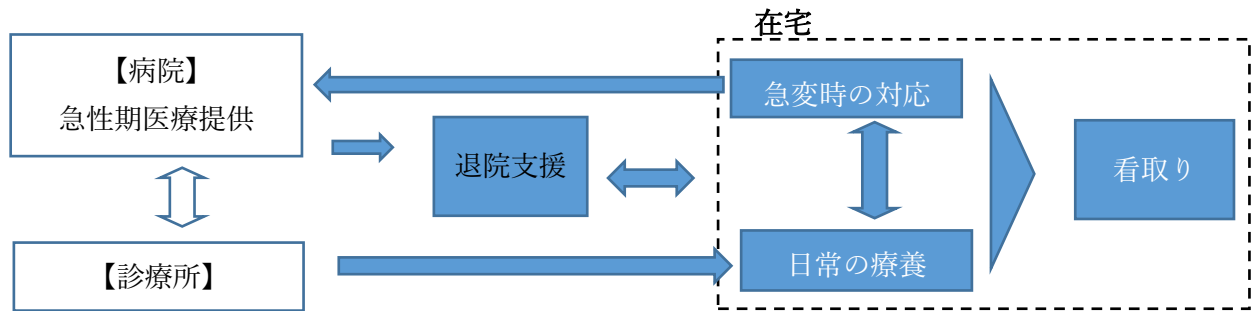 在宅
【病院】
急性期医療提供
急変時の対応
退院支援
看取り
【診療所】
日常の療養